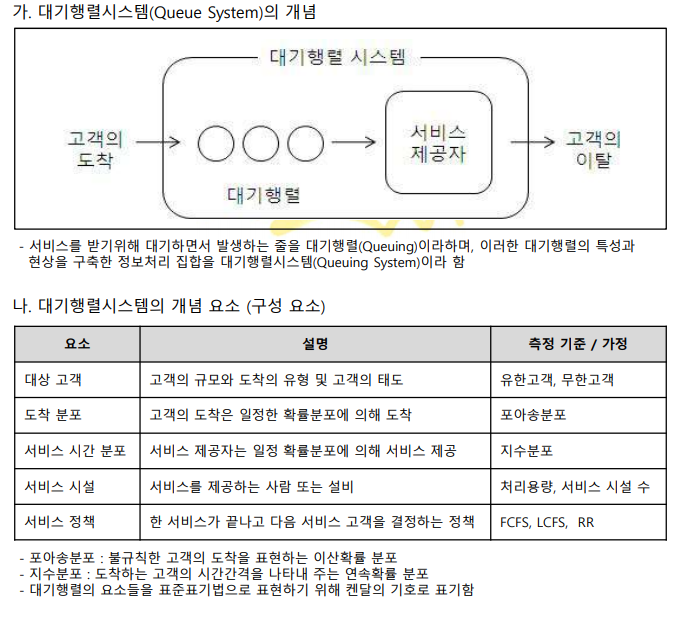 가. 대기행렬시스템(Queue System)의 개념
대기행렬 시스템
고객의
도착
대기행렬
서비스
제공자
고객의
이탈
- 서비스를 받기위해 대기하면서 발생하는 줄을 대기행렬(Queuing)이라하며, 이러한 대기행렬의 특성과
현상을 구축한 정보처리 집합을 대기행렬시스템(Queuing System)이라 함
나. 대기행렬시스템의 개념 요소 (구성 요소)
요소 설명 측정 기준 / 가정
대상 고객 고객의 규모와 도착의 유형 및 고객의 태도 유한고객, 무한고객
도착 분포 고객의 도착은 일정한 확률분포에 의해 도착 포아송분포
서비스 시간 분포 서비스 제공자는 일정 확률분포에 의해 서비스 제공 지수분포
서비스 시설 서비스를 제공하는 사람 또는 설비 처리용량, 서비스 시설 수
서비스 정책 한 서비스가 끝나고 다음 서비스 고객을 결정하는 정책 FCFS, LCFS, RR
- 포아송분포 : 불규칙한 고객의 도착을 표현하는 이산확률 분포
- 지수분포 : 도착하는 고객의 시간간격을 나타내 주는 연속확률 분포
- 대기행렬의 요소들을 표준표기법으로 표현하기 위해 켄달의 기호로 표기함